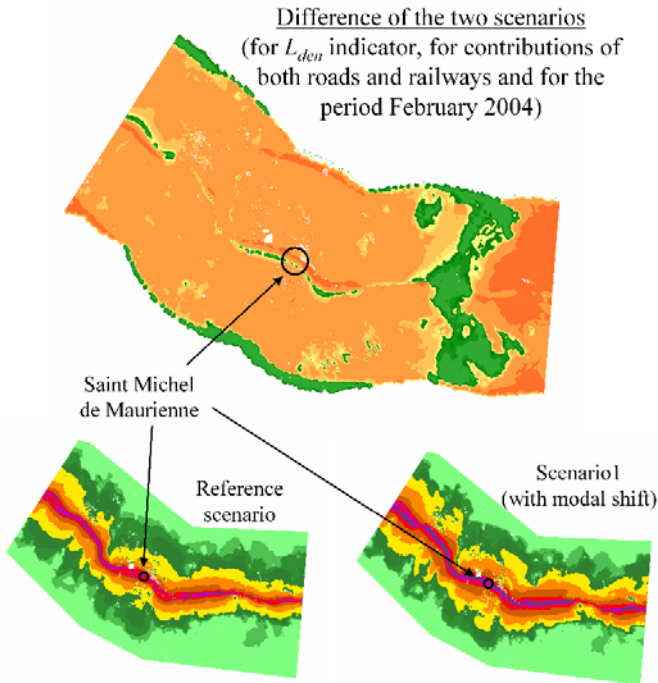 Difference of the two scenarios
(for Lden indicator, for contributions of
both roads and railways and for the
period February 2004)
Saint Michel
de Maurienne
Reference
scenario
Scenario1
(with modal shift)